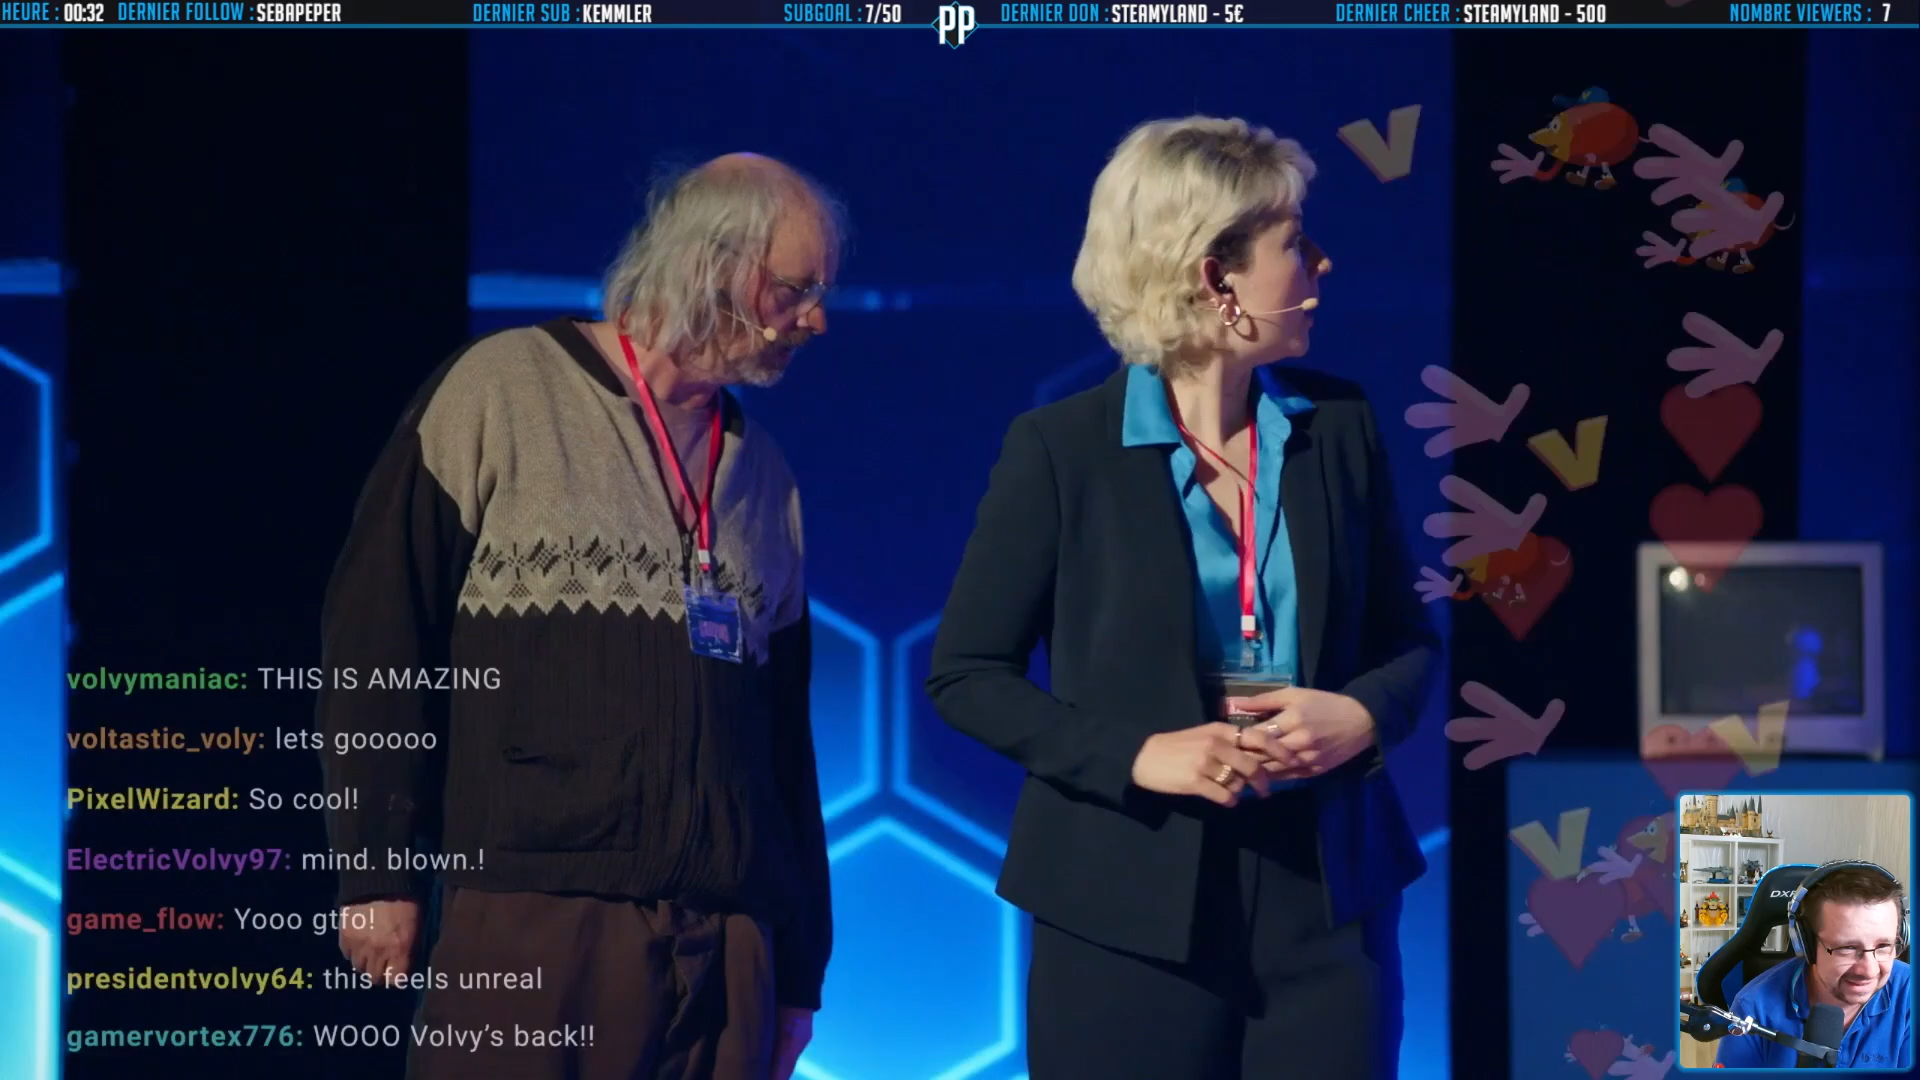 HEURE : 00:32 DERNIER FOLLOW : SEBAPEPER DERNIER SUB : KEMMLER SUBGOAL : 7/50 PP DERNIER DON : STEAMYLAND - 5€ DERNIER CHEER : STEAMYLAND - 500 NOMBRE VIEWERS : 7
V
V
V
V
volvymaniac: THIS IS AMAZING
voltastic_voly: lets gooooo
PixelWizard: So cool!
ElectricVolvy97: mind. blown.!
game_flow: Yooo gtfo!
presidentvolvy64: this feels unreal
gamervortex776: WOOO Volvy’s back!!